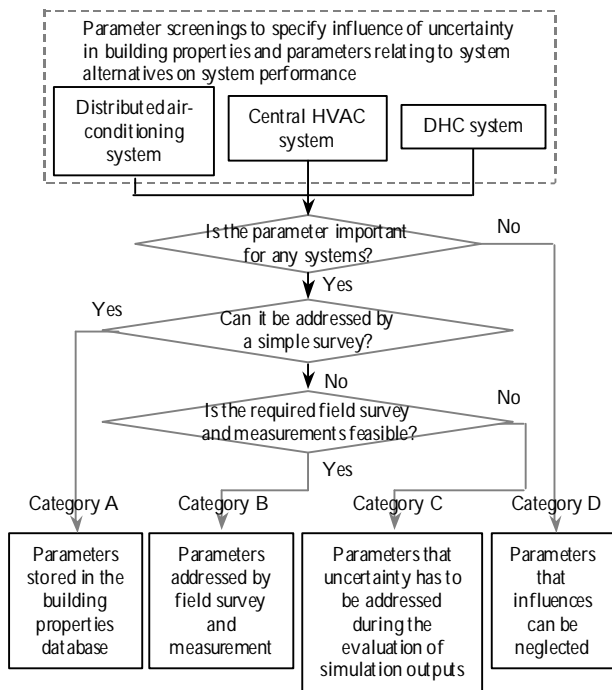 Parameter screenings to specify influence of uncertainty
in building properties and parameters relating to system
alternatives on system performance
Distributed air-
conditioning
system
Central HVAC
system
DHC system
Is the parameter important
for any systems?
No
Yes
Yes
Can it be addressed by
a simple survey?
No
No
Is the required field survey
and measurements feasible?
Yes
Category A
Category B
Category C
Category D
Parameters
stored in the
building
properties
database
Parameters
addressed by
field survey
and
measurement
Parameters that
uncertainty has to
be addressed
during the
evaluation of
simulation outputs
Parameters
that
influences
can be
neglected